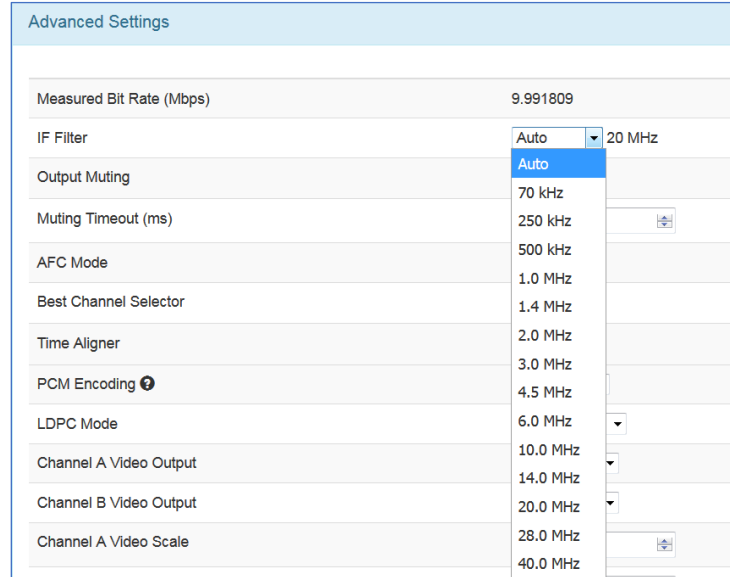 Advanced Settings
Measured Bit Rate (Mbps) 9.991809
IF Filter Auto 20 MHz
Auto
Output Muting
70 kHz
Muting Timeout (ms) 250 kHz
500 kHz
AFC Mode
1.0 MHz
Best Channel Selector 1.4 MHz
2.0 MHz
Time Aligner
3.0 MHz
PCM Encoding ?
4.5 MHz
LDPC Mode 6.0 MHz
10.0 MHz
Channel A Video Output
14.0 MHz
Channel B Video Output 20.0 MHz
28.0 MHz
Channel A Video Scale
40.0 MHz